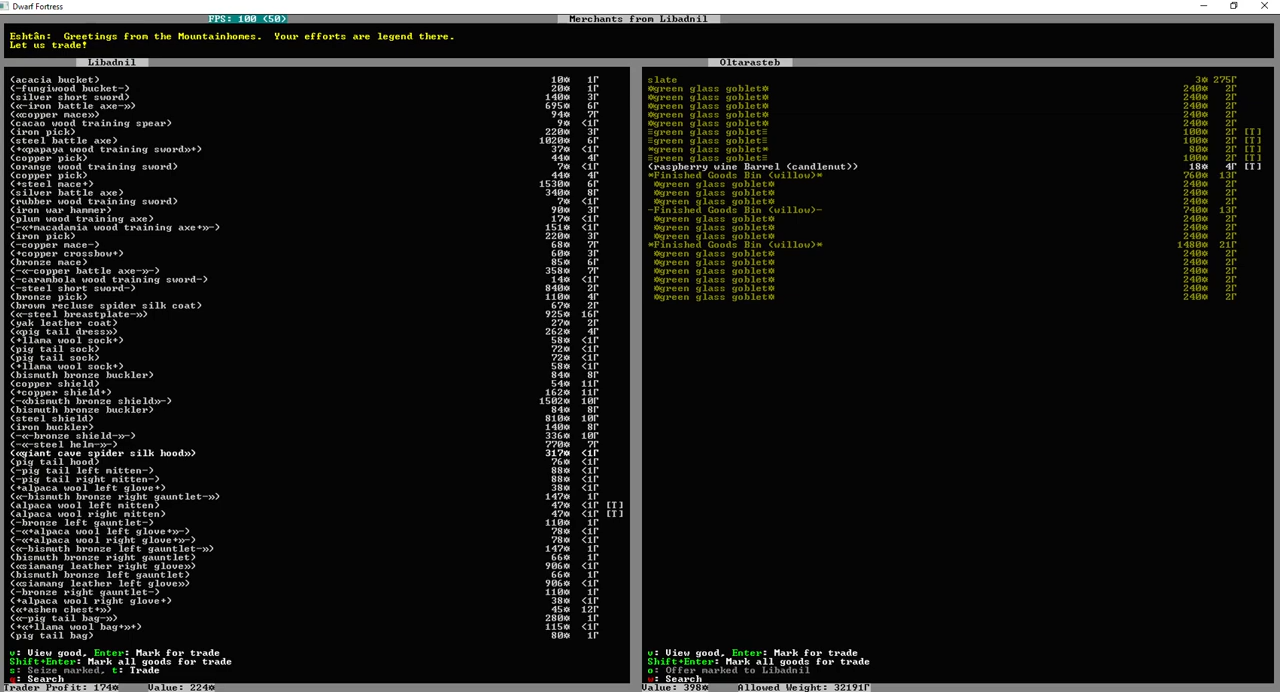 Dwarf Fortress
FPS: 100 (50)
Merchants from Libadnil
Eshtân: Greetings from the Mountainhomes. Your efforts are legend there.
Let us trade!
Libadnil
(acacia bucket) 10☼ 1Γ
(-fungiwood bucket-) 20☼ 1Γ
(silver short sword) 140☼ 3Γ
(«-iron battle axe-») 695☼ 6Γ
(«copper mace») 94☼ 7Γ
(cacao wood training spear) 9☼ <1Γ
(iron pick) 220☼ 3Γ
(steel battle axe) 1020☼ 6Γ
(+«papaya wood training sword»+) 37☼ <1Γ
(copper pick) 44☼ 4Γ
(orange wood training sword) 7☼ <1Γ
(copper pick) 44☼ 4Γ
(+steel mace+) 1530☼ 6Γ
(silver battle axe) 340☼ 8Γ
(rubber wood training sword) 7☼ <1Γ
(iron war hammer) 90☼ 3Γ
(plum wood training axe) 17☼ <1Γ
(-«+macadamia wood training axe+»-) 151☼ <1Γ
(iron pick) 220☼ 3Γ
(-copper mace-) 68☼ 7Γ
(+copper crossbow+) 60☼ 3Γ
(bronze mace) 85☼ 6Γ
(-«-copper battle axe-»-) 358☼ 7Γ
(-carambola wood training sword-) 14☼ <1Γ
(-steel short sword-) 840☼ 2Γ
(bronze pick) 110☼ 4Γ
(brown recluse spider silk coat) 67☼ 2Γ
(«-steel breastplate-») 925☼ 16Γ
(yak leather coat) 27☼ 2Γ
(«pig tail dress») 262☼ 4Γ
(+llama wool sock+) 58☼ <1Γ
(pig tail sock) 72☼ <1Γ
(pig tail sock) 72☼ <1Γ
(+llama wool sock+) 58☼ <1Γ
(bismuth bronze buckler) 84☼ 8Γ
(copper shield) 54☼ 11Γ
(+copper shield+) 162☼ 11Γ
(-«bismuth bronze shield»-) 1502☼ 10Γ
(bismuth bronze buckler) 84☼ 8Γ
(steel shield) 810☼ 10Γ
(iron buckler) 140☼ 8Γ
(-«-bronze shield-»-) 336☼ 10Γ
(-«-steel helm-»-) 770☼ 7Γ
(«giant cave spider silk hood») 317☼ <1Γ
(pig tail hood) 76☼ <1Γ
(-pig tail left mitten-) 88☼ <1Γ
(-pig tail right mitten-) 88☼ <1Γ
(+alpaca wool left glove+) 38☼ <1Γ
(«-bismuth bronze right gauntlet-») 147☼ 1Γ
(alpaca wool left mitten) 47☼ <1Γ [T]
(alpaca wool right mitten) 47☼ <1Γ [T]
(-bronze left gauntlet-) 110☼ 1Γ
(-«+alpaca wool left glove+»-) 78☼ <1Γ
(-«+alpaca wool right glove+»-) 78☼ <1Γ
(«-bismuth bronze left gauntlet-») 147☼ 1Γ
(bismuth bronze right gauntlet) 66☼ 1Γ
(«siamang leather right glove») 906☼ <1Γ
(bismuth bronze left gauntlet) 66☼ 1Γ
(«siamang leather left glove») 906☼ <1Γ
(-bronze right gauntlet-) 110☼ 1Γ
(+alpaca wool right glove+) 38☼ <1Γ
(«+ashen chest+») 45☼ 12Γ
(«-pig tail bag-») 280☼ 1Γ
(+«+llama wool bag+»+) 115☼ <1Γ
(pig tail bag) 80☼ 1Γ
v: View good, Enter: Mark for trade
Shift+Enter: Mark all goods for trade
s: Seize marked, t: Trade
q: Search
Trader Profit: 174☼ Value: 224☼
Oltarasteb
slate 3☼ 275Γ
☼green glass goblet☼ 240☼ 2Γ
☼green glass goblet☼ 240☼ 2Γ
☼green glass goblet☼ 240☼ 2Γ
☼green glass goblet☼ 240☼ 2Γ
☼green glass goblet☼ 240☼ 2Γ
≡green glass goblet≡ 100☼ 2Γ [T]
≡green glass goblet≡ 100☼ 2Γ [T]
*green glass goblet* 80☼ 2Γ [T]
≡green glass goblet≡ 100☼ 2Γ [T]
(raspberry wine Barrel (candlenut)) 18☼ 4Γ [T]
*Finished Goods Bin (willow)* 760☼ 13Γ
☼green glass goblet☼ 240☼ 2Γ
☼green glass goblet☼ 240☼ 2Γ
☼green glass goblet☼ 240☼ 2Γ
-Finished Goods Bin (willow)- 740☼ 13Γ
☼green glass goblet☼ 240☼ 2Γ
☼green glass goblet☼ 240☼ 2Γ
☼green glass goblet☼ 240☼ 2Γ
*Finished Goods Bin (willow)* 1480☼ 21Γ
☼green glass goblet☼ 240☼ 2Γ
☼green glass goblet☼ 240☼ 2Γ
☼green glass goblet☼ 240☼ 2Γ
☼green glass goblet☼ 240☼ 2Γ
☼green glass goblet☼ 240☼ 2Γ
☼green glass goblet☼ 240☼ 2Γ
v: View good, Enter: Mark for trade
Shift+Enter: Mark all goods for trade
o: Offer marked to Libadnil
w: Search
Value: 398☼ Allowed Weight: 32191Γ